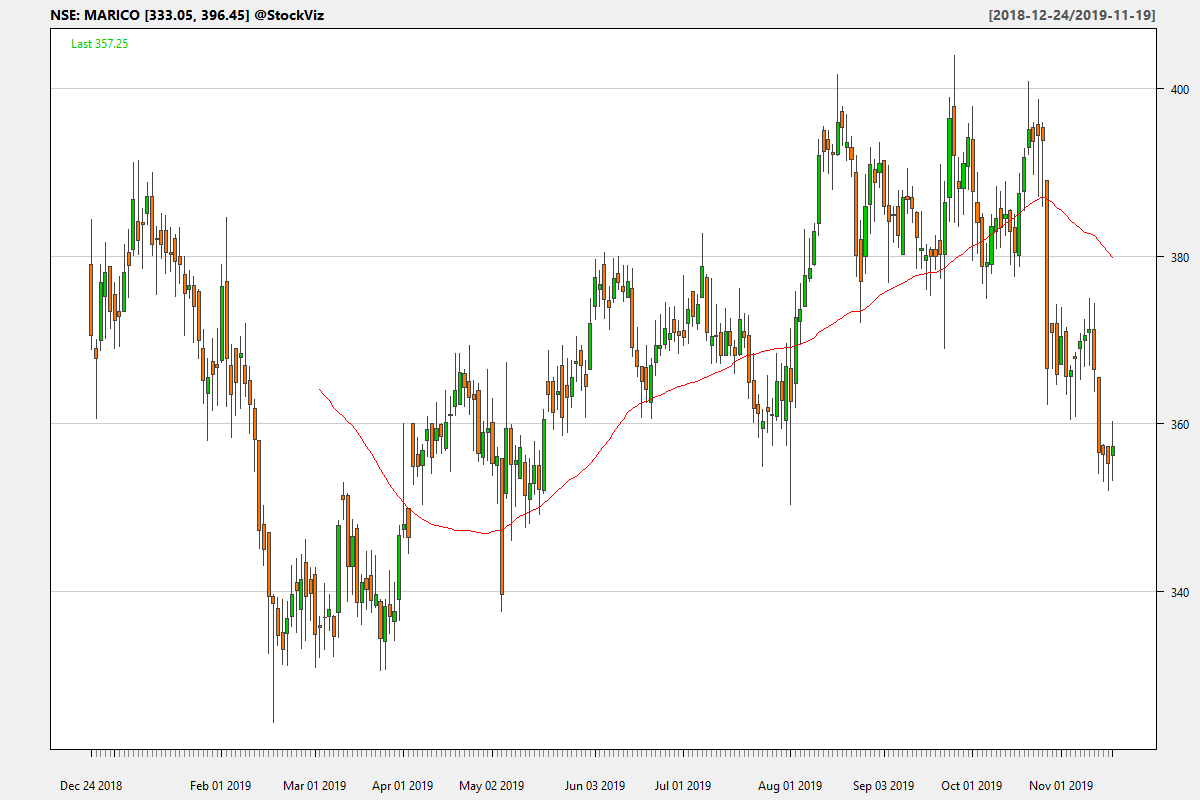 NSE: MARICO [333.05, 396.45] @StockViz [2018-12-24/2019-11-19]
Last 357.25
400
380
360
340
Dec 24 2018 Feb 01 2019 Mar 01 2019 Apr 01 2019 May 02 2019 Jun 03 2019 Jul 01 2019 Aug 01 2019 Sep 03 2019 Oct 01 2019 Nov 01 2019